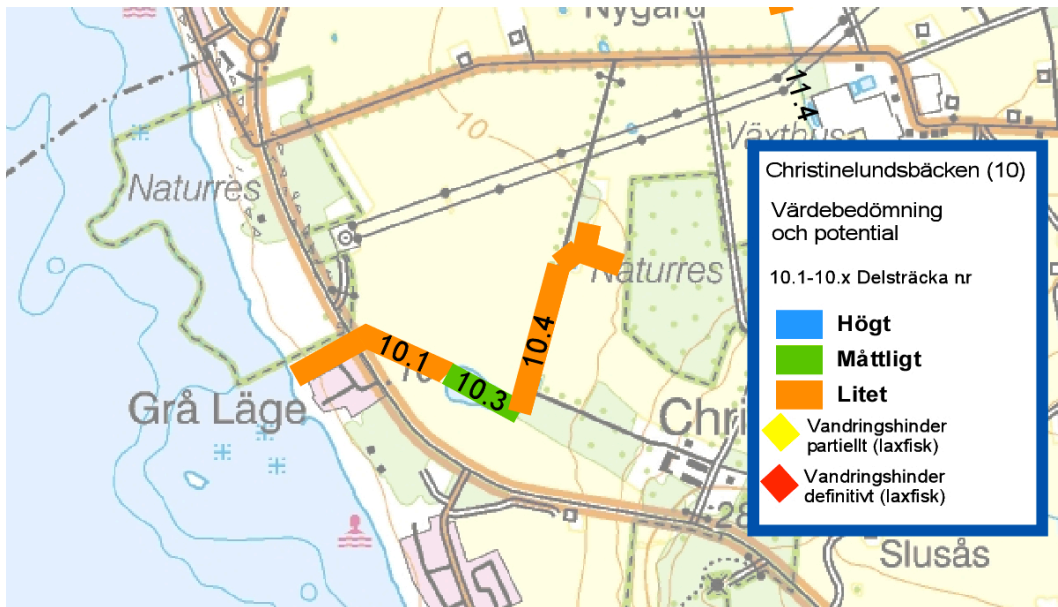 Nygård
11.4
10
Växthus
Naturres
Christinelundsbäcken (10)
Värdebedömning
och potential
10.1-10.x Delsträcka nr
Högt
Måttligt
Litet
Vandringshinder
partiellt (laxfisk)
Vandringshinder
definitivt (laxfisk)
Naturres
10.4
10.1
10.3
Grå Läge
Chri
28
Slusås